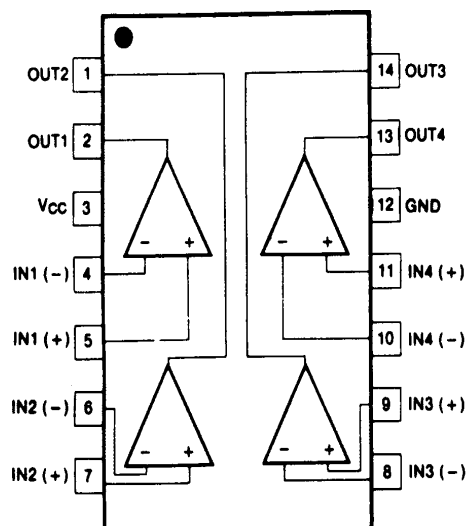 OUT2 1
14 OUT3
OUT1 2
13 OUT4
Vcc 3
12 GND
- +
- +
IN1 (-) 4
11 IN4 (+)
IN1 (+) 5
10 IN4 (-)
IN2 (-) 6
9 IN3 (+)
- +
- +
IN2 (+) 7
8 IN3 (-)